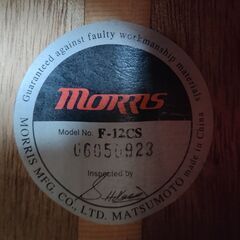 Guaranteed against faulty workmanship materials
MORRIS
Model No: F-12CS
06050923
Inspected by
MORRIS MFG. CO., LTD. MATSUMOTO made in China